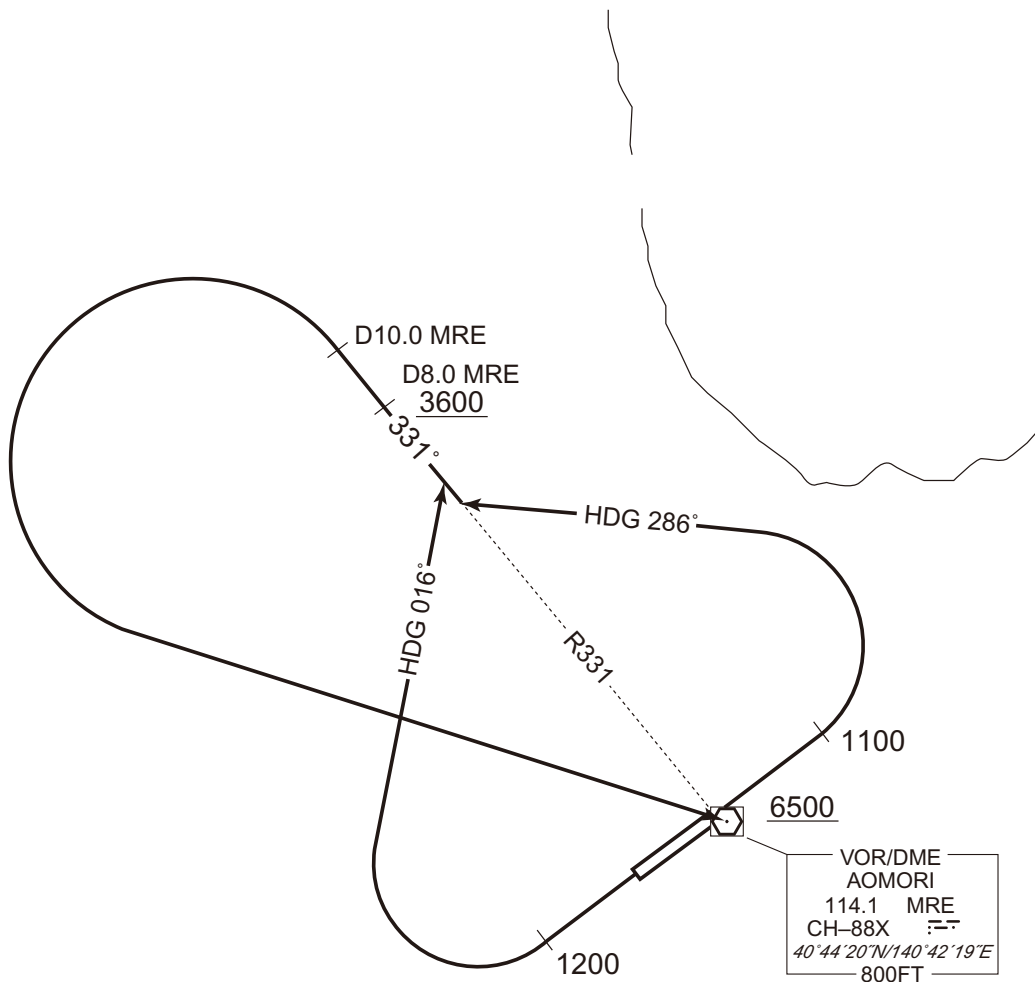 D10.0 MRE
D8.0 MRE
3600
331°
HDG 286°
HDG 016°
R331
1100
6500
VOR/DME
AOMORI
114.1 MRE
CH–88X
40°44´20˝N/140°42´19˝E
800FT
1200